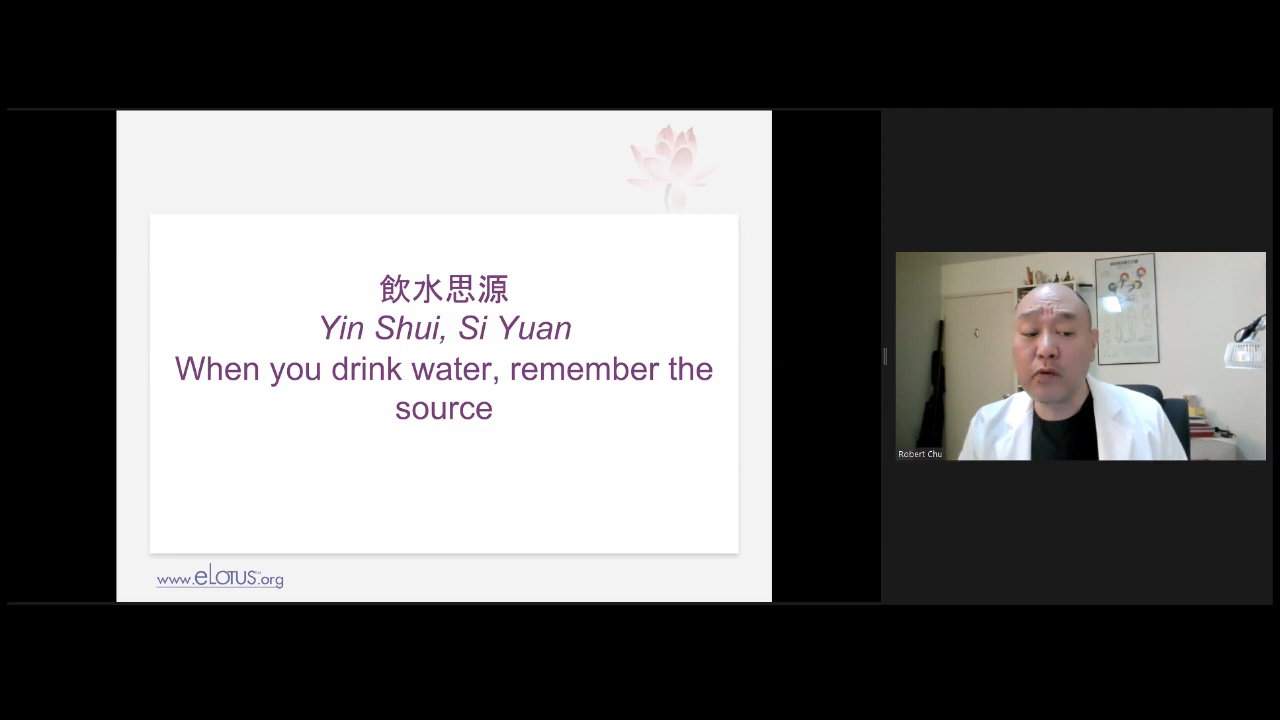 飲水思源
Yin Shui, Si Yuan
When you drink water, remember the
source
www.eLOTUS.org
Robert Chu